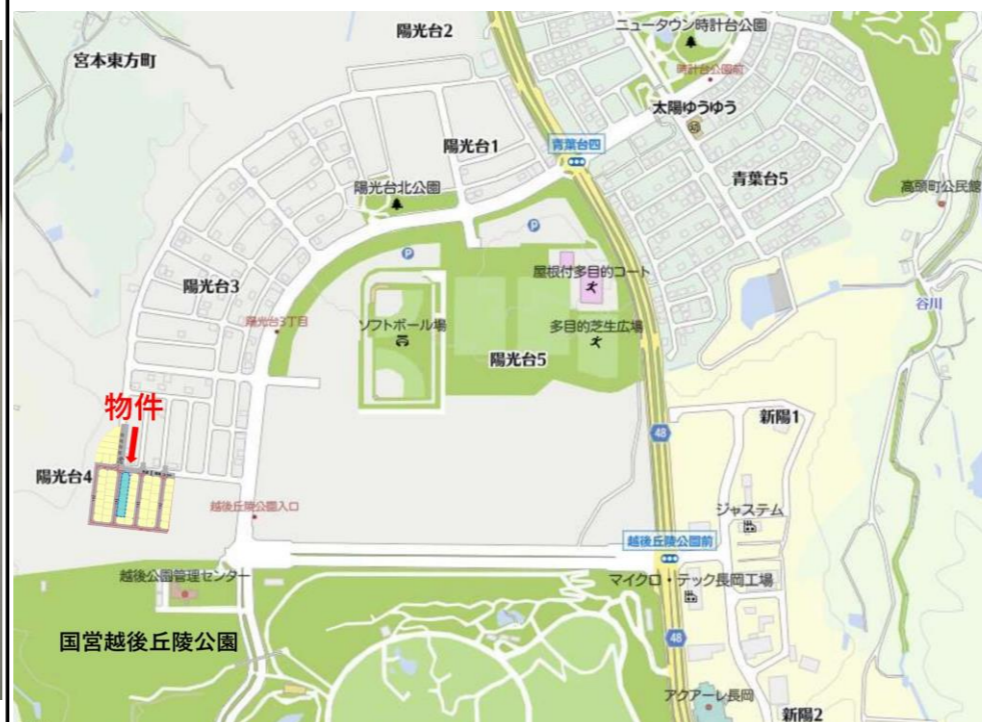 ニュータウン時計台公園
陽光台2
宮本東方町
時計台公園前
太陽ゆうゆう
陽光台1
青葉台四
青葉台5
陽光台北公園
高頭町公民館
P
P
屋根付多目的コート
陽光台3
谷川
陽光台3丁目
ソフトボール場
多目的芝生広場
陽光台5
物件
新陽1
48
陽光台4
越後丘陵公園入口
ジャステム
越後丘陵公園前
越後公園管理センター
マイクロ・テック長岡工場
国営越後丘陵公園
48
アクアーレ長岡
新陽2